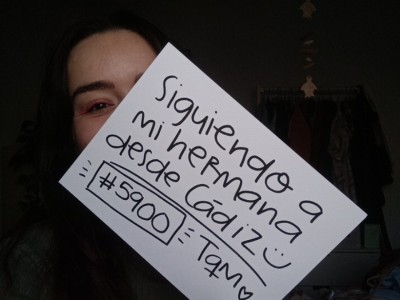 Siguiendo a
mi hermana
desde Cádiz
#5900
TQM